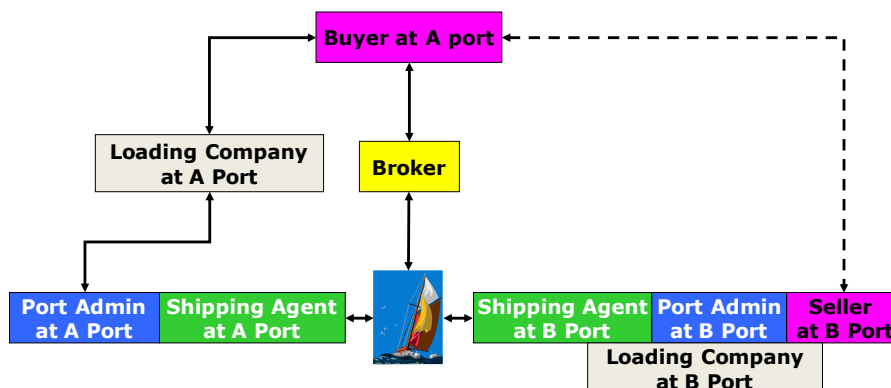 Buyer at A port
Loading Company
at A Port
Broker
Port Admin
at A Port
Shipping Agent
at A Port
Shipping Agent
at B Port
Port Admin
at B Port
Seller
at B Port
Loading Company
at B Port